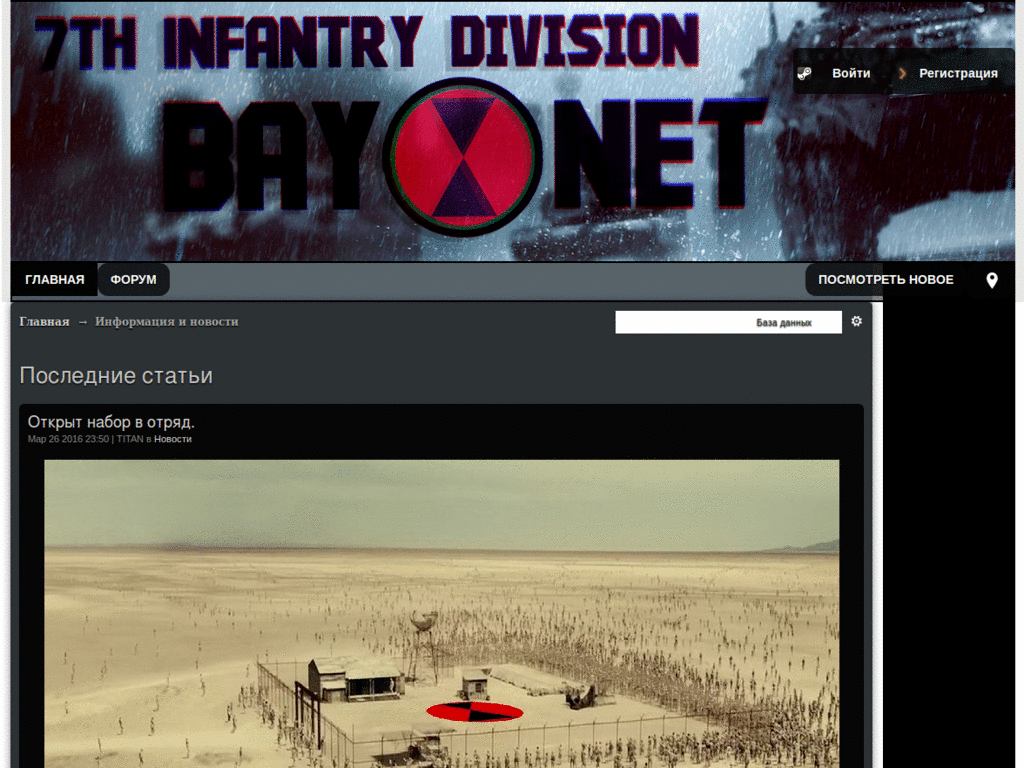 7TH INFANTRY DIVISION
BAY NET
Войти
Регистрация
ГЛАВНАЯ
ФОРУМ
ПОСМОТРЕТЬ НОВОЕ
Главная → Информация и новости
База данных
Последние статьи
Открыт набор в отряд.
Мар 26 2016 23:50 | TITAN в Новости